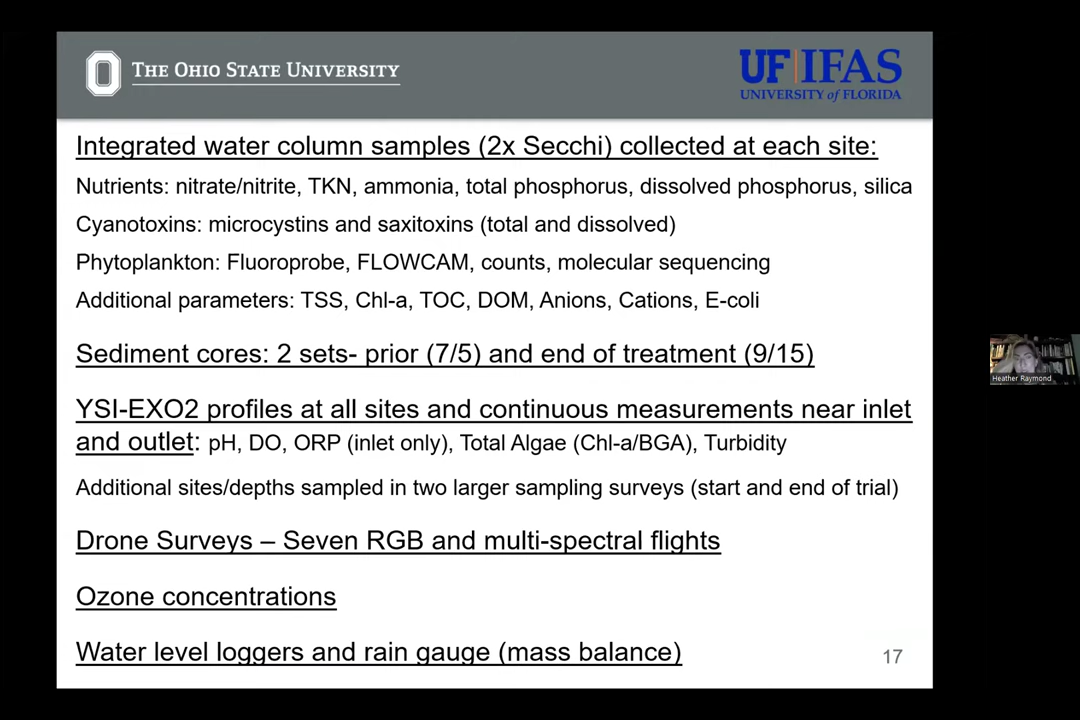 THE OHIO STATE UNIVERSITY
UF IFAS
UNIVERSITY of FLORIDA
Integrated water column samples (2x Secchi) collected at each site:
Nutrients: nitrate/nitrite, TKN, ammonia, total phosphorus, dissolved phosphorus, silica
Cyanotoxins: microcystins and saxitoxins (total and dissolved)
Phytoplankton: Fluoroprobe, FLOWCAM, counts, molecular sequencing
Additional parameters: TSS, Chl-a, TOC, DOM, Anions, Cations, E-coli
Sediment cores: 2 sets- prior (7/5) and end of treatment (9/15)
YSI-EXO2 profiles at all sites and continuous measurements near inlet
and outlet: pH, DO, ORP (inlet only), Total Algae (Chl-a/BGA), Turbidity
Additional sites/depths sampled in two larger sampling surveys (start and end of trial)
Drone Surveys – Seven RGB and multi-spectral flights
Ozone concentrations
Water level loggers and rain gauge (mass balance)
17
Heather Raymond